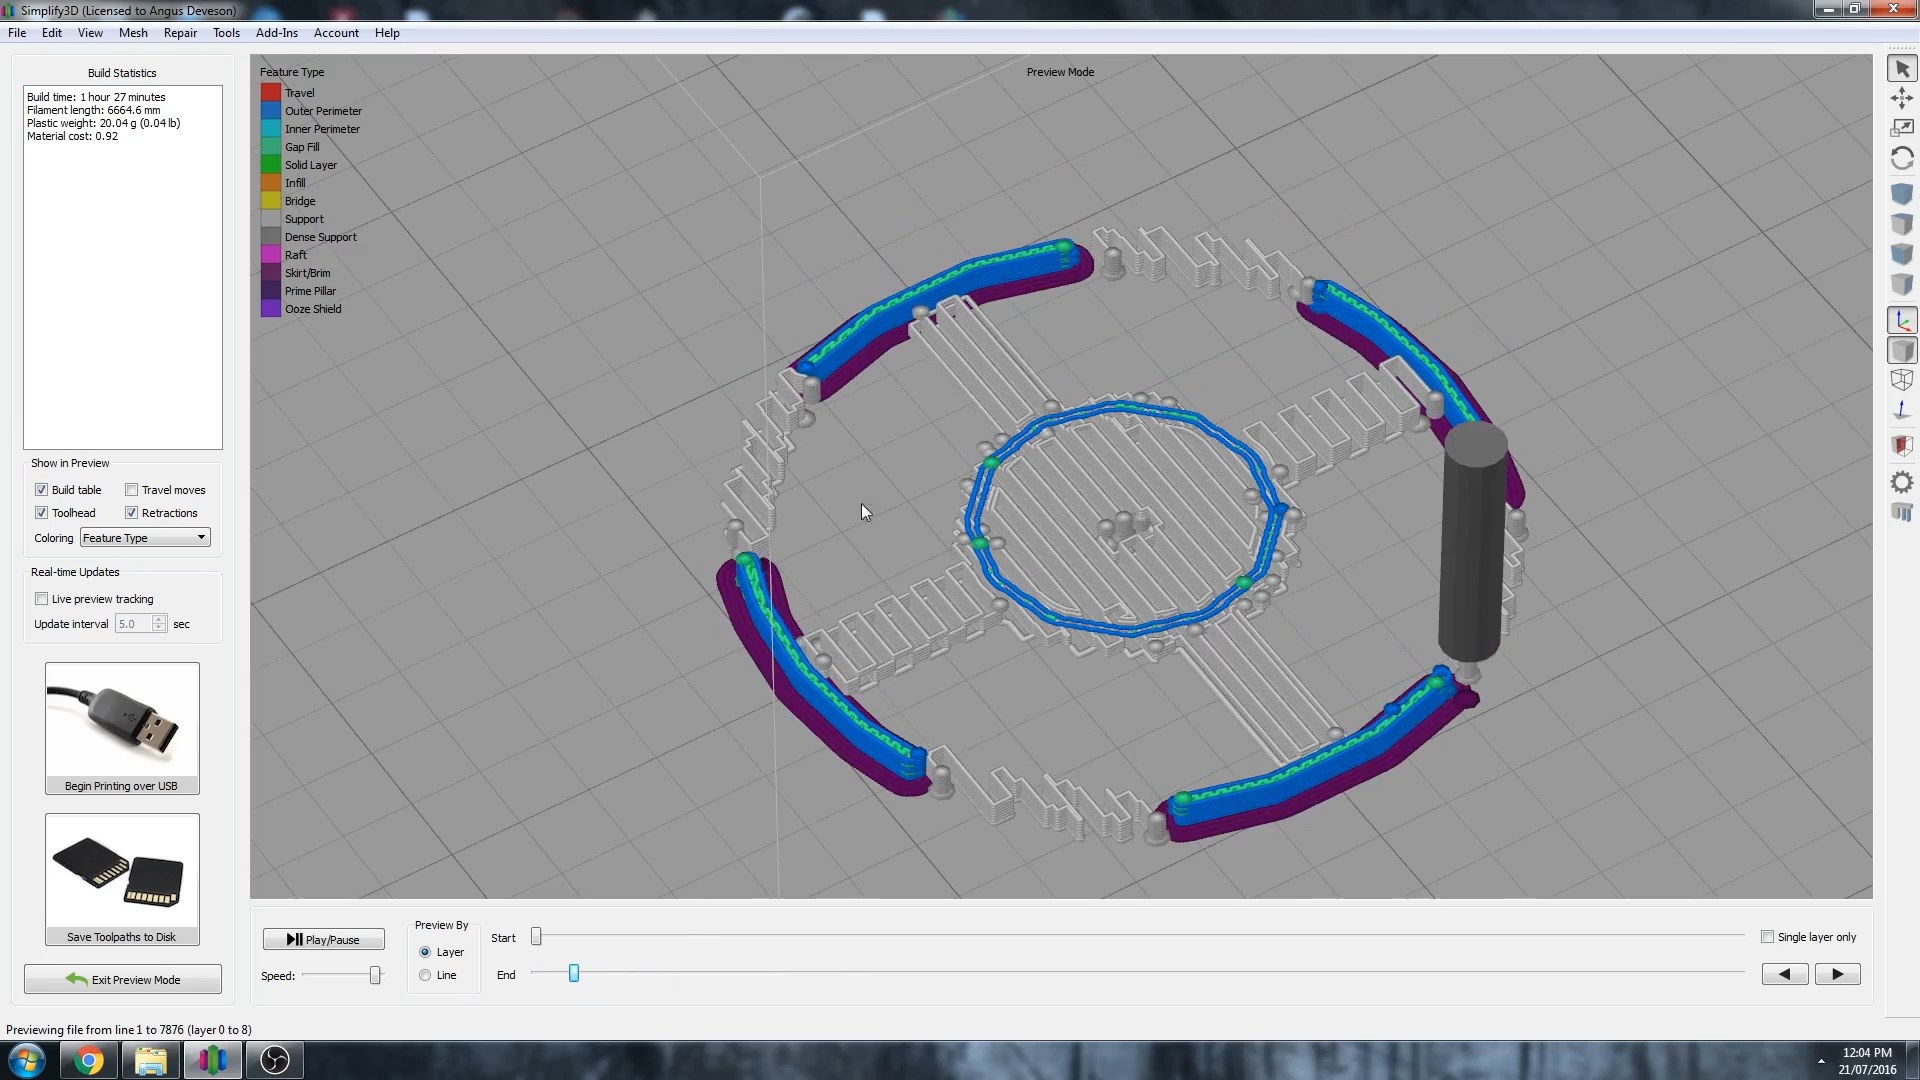 Simplify3D (Licensed to Angus Deveson)
File Edit View Mesh Repair Tools Add-Ins Account Help
Build Statistics
Build time: 1 hour 27 minutes
Filament length: 6664.6 mm
Plastic weight: 20.04 g (0.04 lb)
Material cost: 0.92
Show in Preview
Build table
Travel moves
Toolhead
Retractions
Coloring Feature Type
Real-time Updates
Live preview tracking
Update interval 5.0 sec
Begin Printing over USB
Save Toolpaths to Disk
Exit Preview Mode
Feature Type
Travel
Outer Perimeter
Inner Perimeter
Gap Fill
Solid Layer
Infill
Bridge
Support
Dense Support
Raft
Skirt/Brim
Prime Pillar
Ooze Shield
Preview Mode
Play/Pause
Speed:
Preview By
Layer
Line
Start
End
Single layer only
Previewing file from line 1 to 7876 (layer 0 to 8)
12:04 PM
21/07/2016